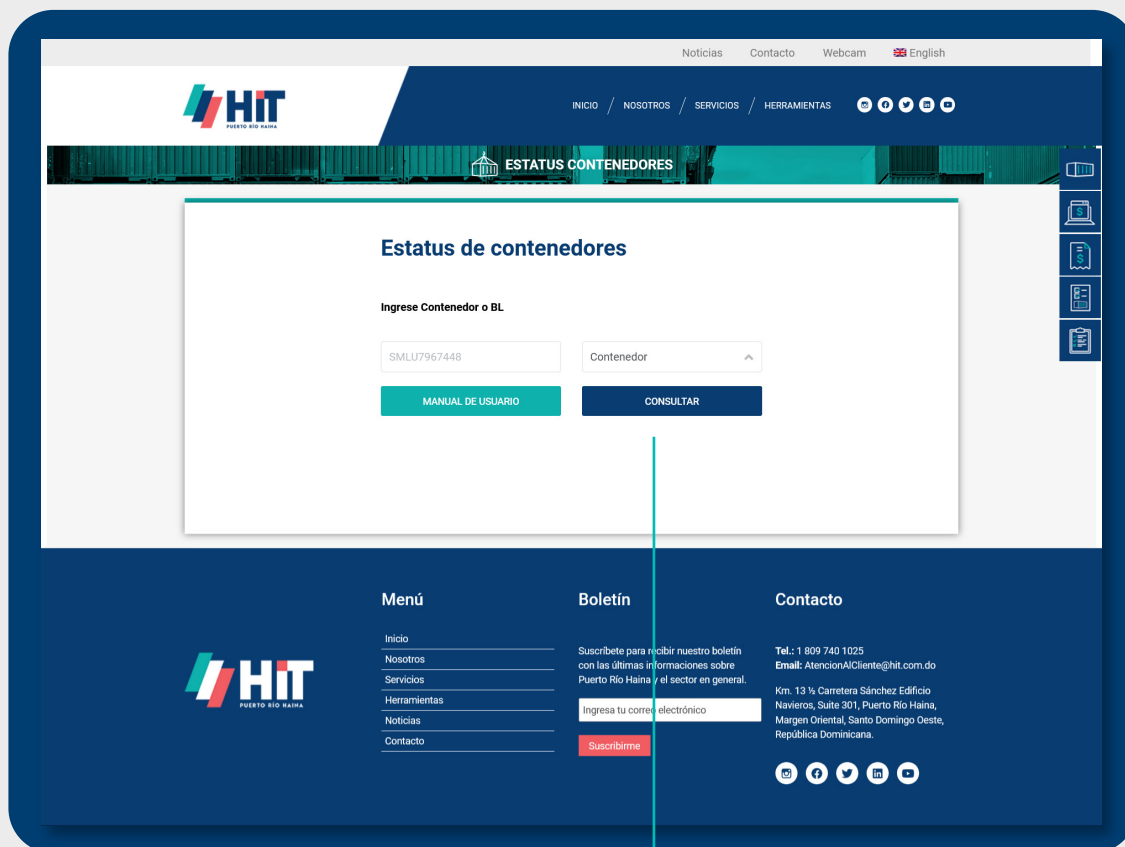 Noticias Contacto Webcam English
HIT
PUERTO RÍO HAINA
INICIO / NOSOTROS / SERVICIOS / HERRAMIENTAS
ESTATUS CONTENEDORES
Estatus de contenedores
Ingrese Contenedor o BL
SMLU7967448 Contenedor
MANUAL DE USUARIO CONSULTAR
HIT
PUERTO RÍO HAINA
Menú
Inicio
Nosotros
Servicios
Herramientas
Noticias
Contacto
Boletín
Suscríbete para recibir nuestro boletín
con las últimas informaciones sobre
Puerto Río Haina y el sector en general.
Ingresa tu correo electrónico
Suscribirme
Contacto
Tel.: 1 809 740 1025
Email: AtencionAlCliente@hit.com.do
Km. 13 ½ Carretera Sánchez Edificio
Navieros, Suite 301, Puerto Río Haina,
Margen Oriental, Santo Domingo Oeste,
República Dominicana.